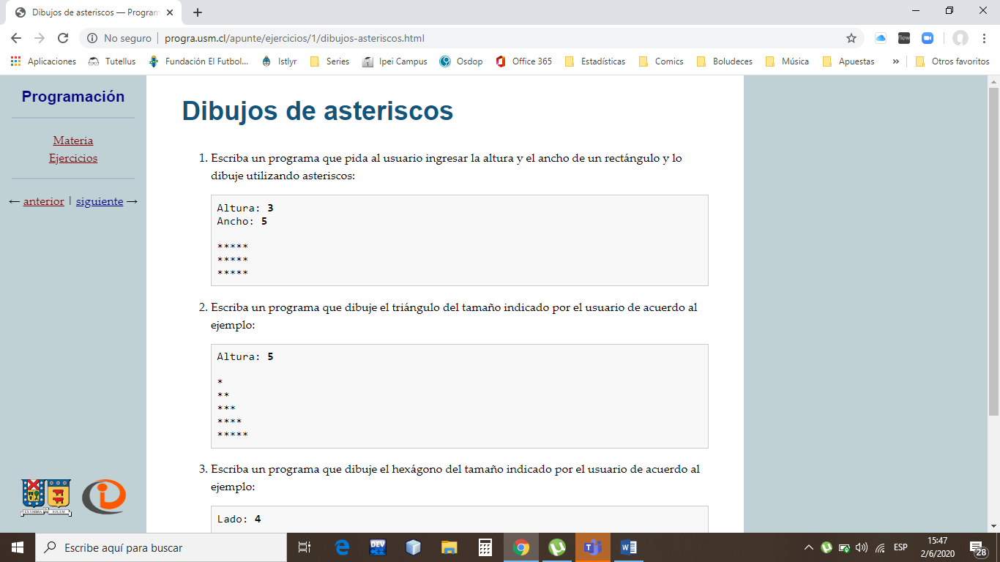 Dibujos de asteriscos — Program
No seguro | progra.usm.cl/apunte/ejercicios/1/dibujos-asteriscos.html
flow
Aplicaciones Tutellus Fundación El Futbol... Istlyr Series Ipei Campus Osdop Office 365 Estadísticas Comics Boludeces Música Apuestas » Otros favoritos
Programación
Materia
Ejercicios
← anterior | siguiente →
Dibujos de asteriscos
1. Escriba un programa que pida al usuario ingresar la altura y el ancho de un rectángulo y lo
dibuje utilizando asteriscos:
Altura: 3
Ancho: 5
*****
*****
*****
2. Escriba un programa que dibuje el triángulo del tamaño indicado por el usuario de acuerdo al
ejemplo:
Altura: 5
*
**
***
****
*****
3. Escriba un programa que dibuje el hexágono del tamaño indicado por el usuario de acuerdo al
ejemplo:
Lado: 4
EX UMBRA IN SOLEM
Escribe aquí para buscar
DEV
ESP
15:47
2/6/2020
28